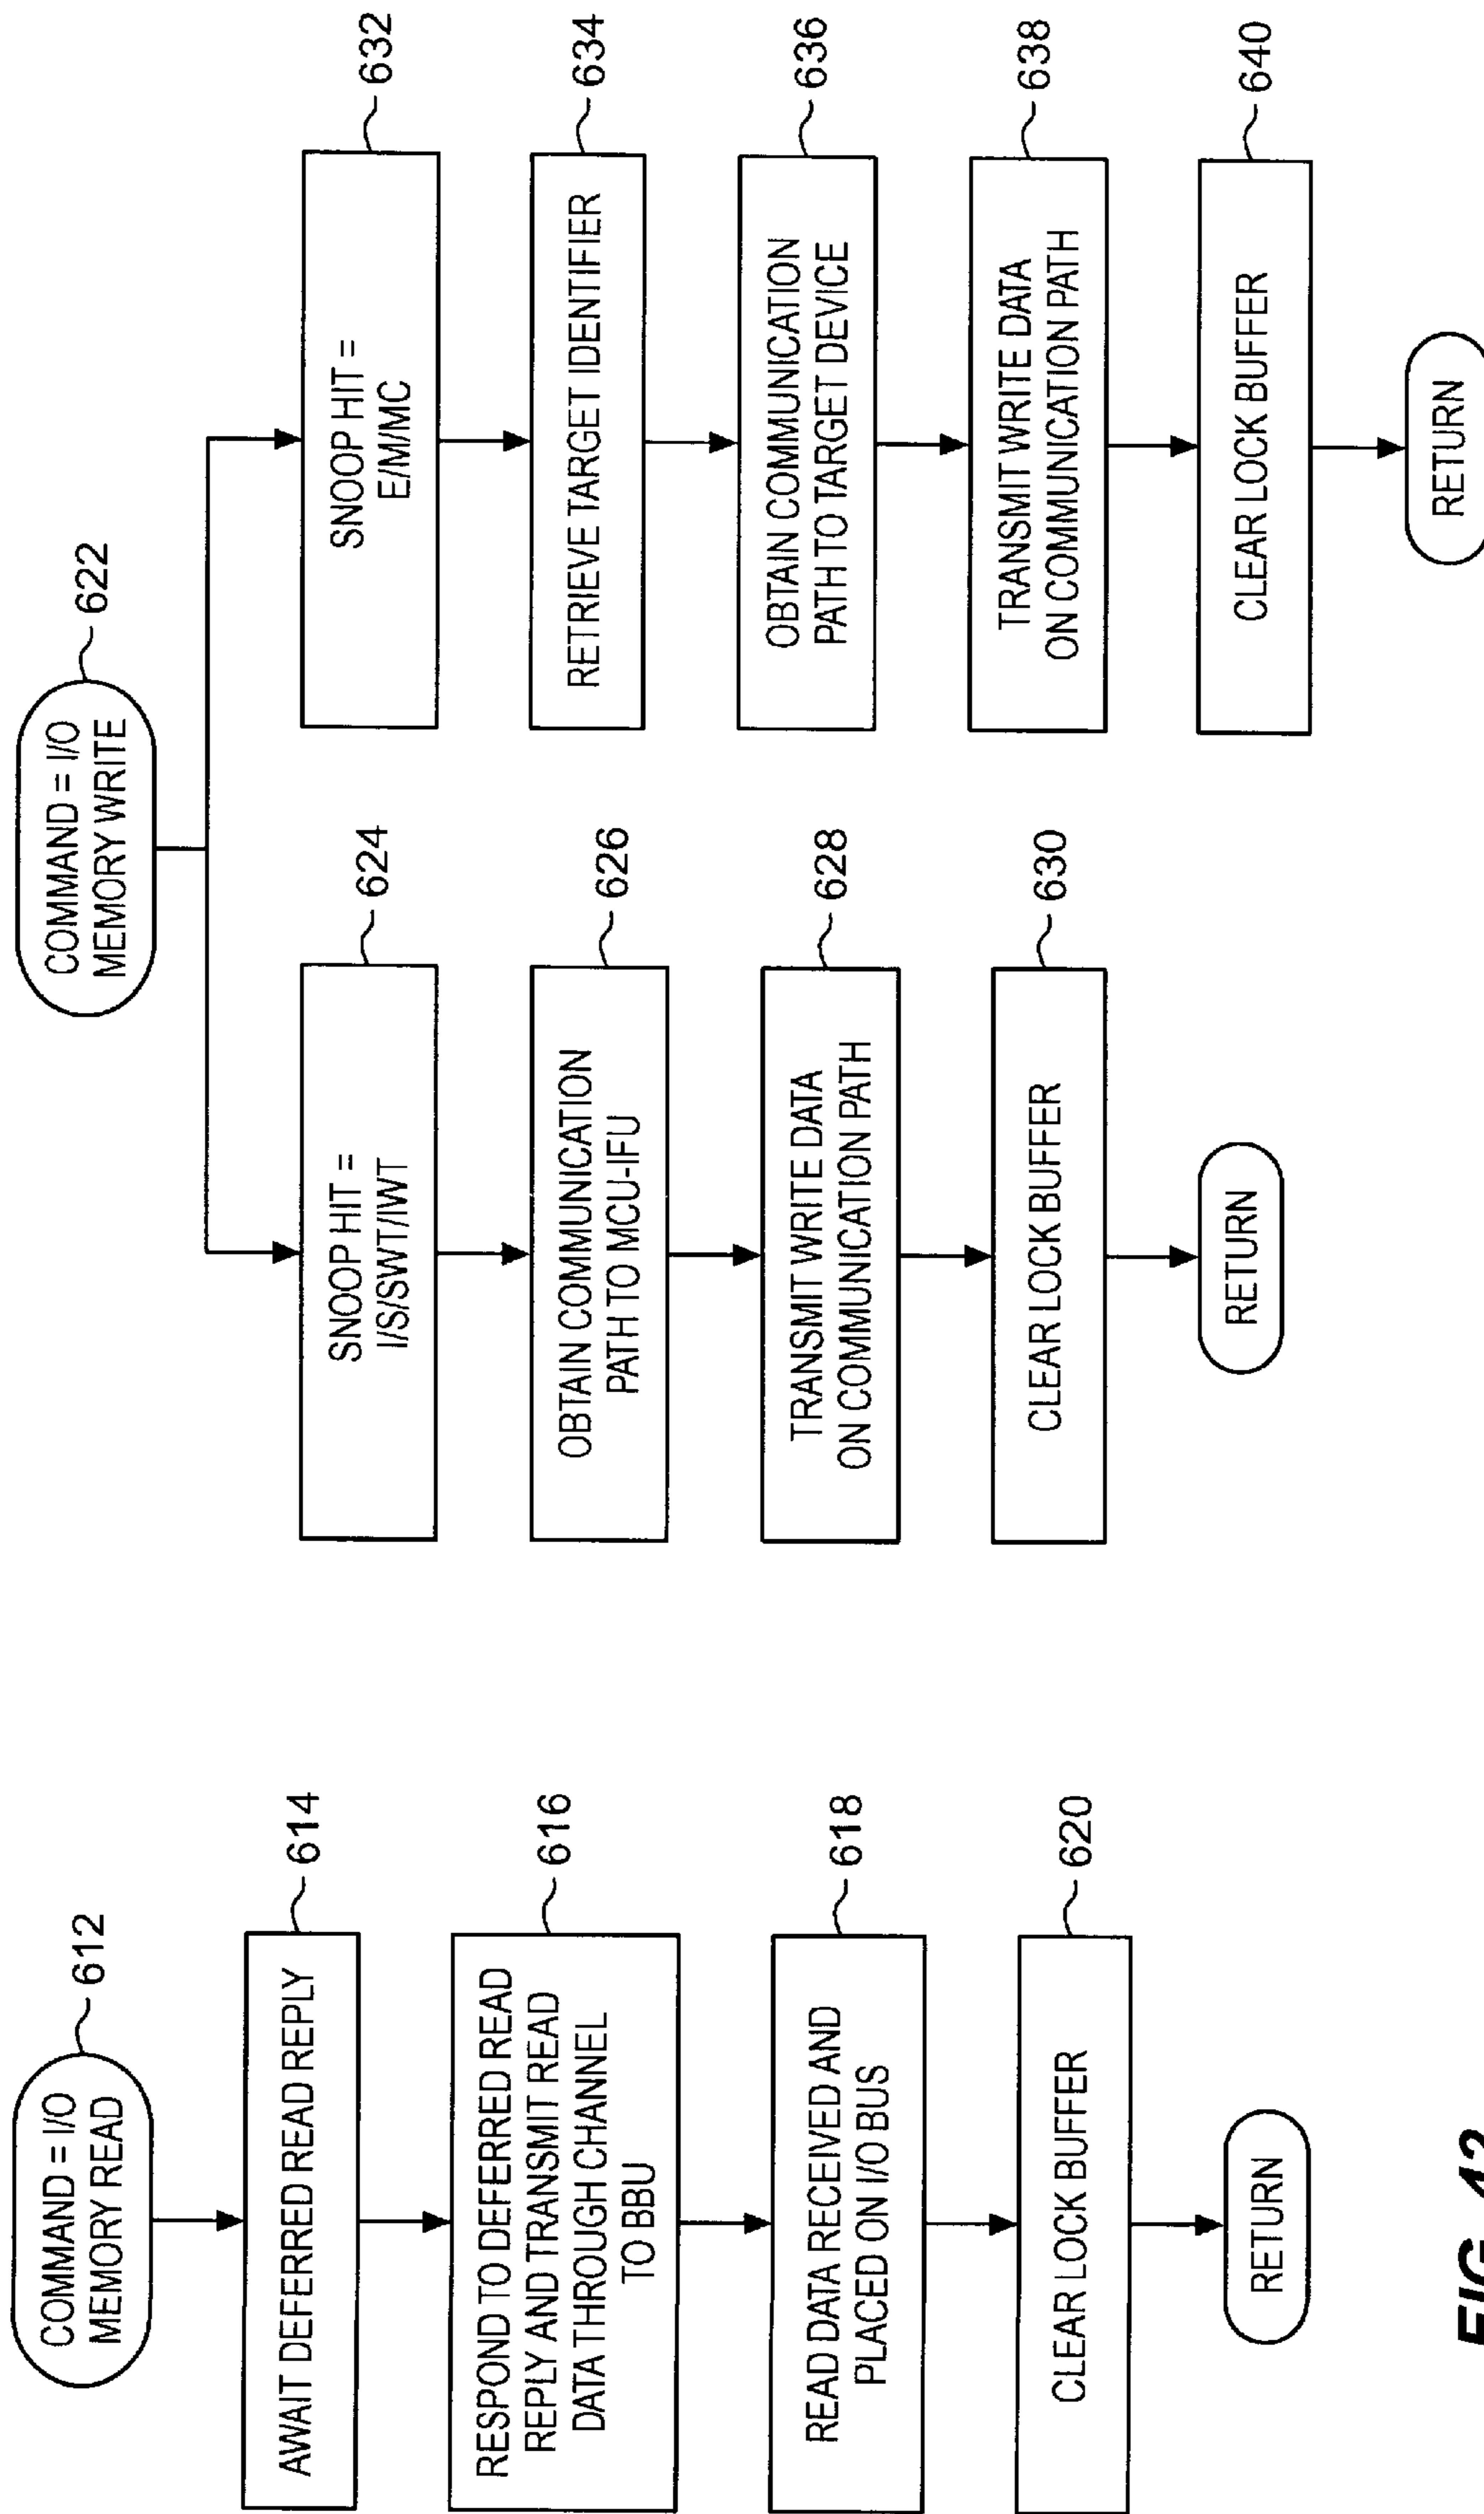 COMMAND = I/O
MEMORY READ
612
AWAIT DEFERRED READ REPLY
614
RESPOND TO DEFERRED READ
REPLY AND TRANSMIT READ
DATA THROUGH CHANNEL
TO BBU
616
READ DATA RECEIVED AND
PLACED ON I/O BUS
618
CLEAR LOCK BUFFER
620
RETURN
COMMAND = I/O
MEMORY WRITE
622
SNOOP HIT =
I/S/SWT/IWT
624
OBTAIN COMMUNICATION
PATH TO MCU-IFU
626
TRANSMIT WRITE DATA
ON COMMUNICATION PATH
628
CLEAR LOCK BUFFER
630
RETURN
SNOOP HIT =
E/M/MC
632
RETRIEVE TARGET IDENTIFIER
634
OBTAIN COMMUNICATION
PATH TO TARGET DEVICE
636
TRANSMIT WRITE DATA
ON COMMUNICATION PATH
638
CLEAR LOCK BUFFER
640
RETURN